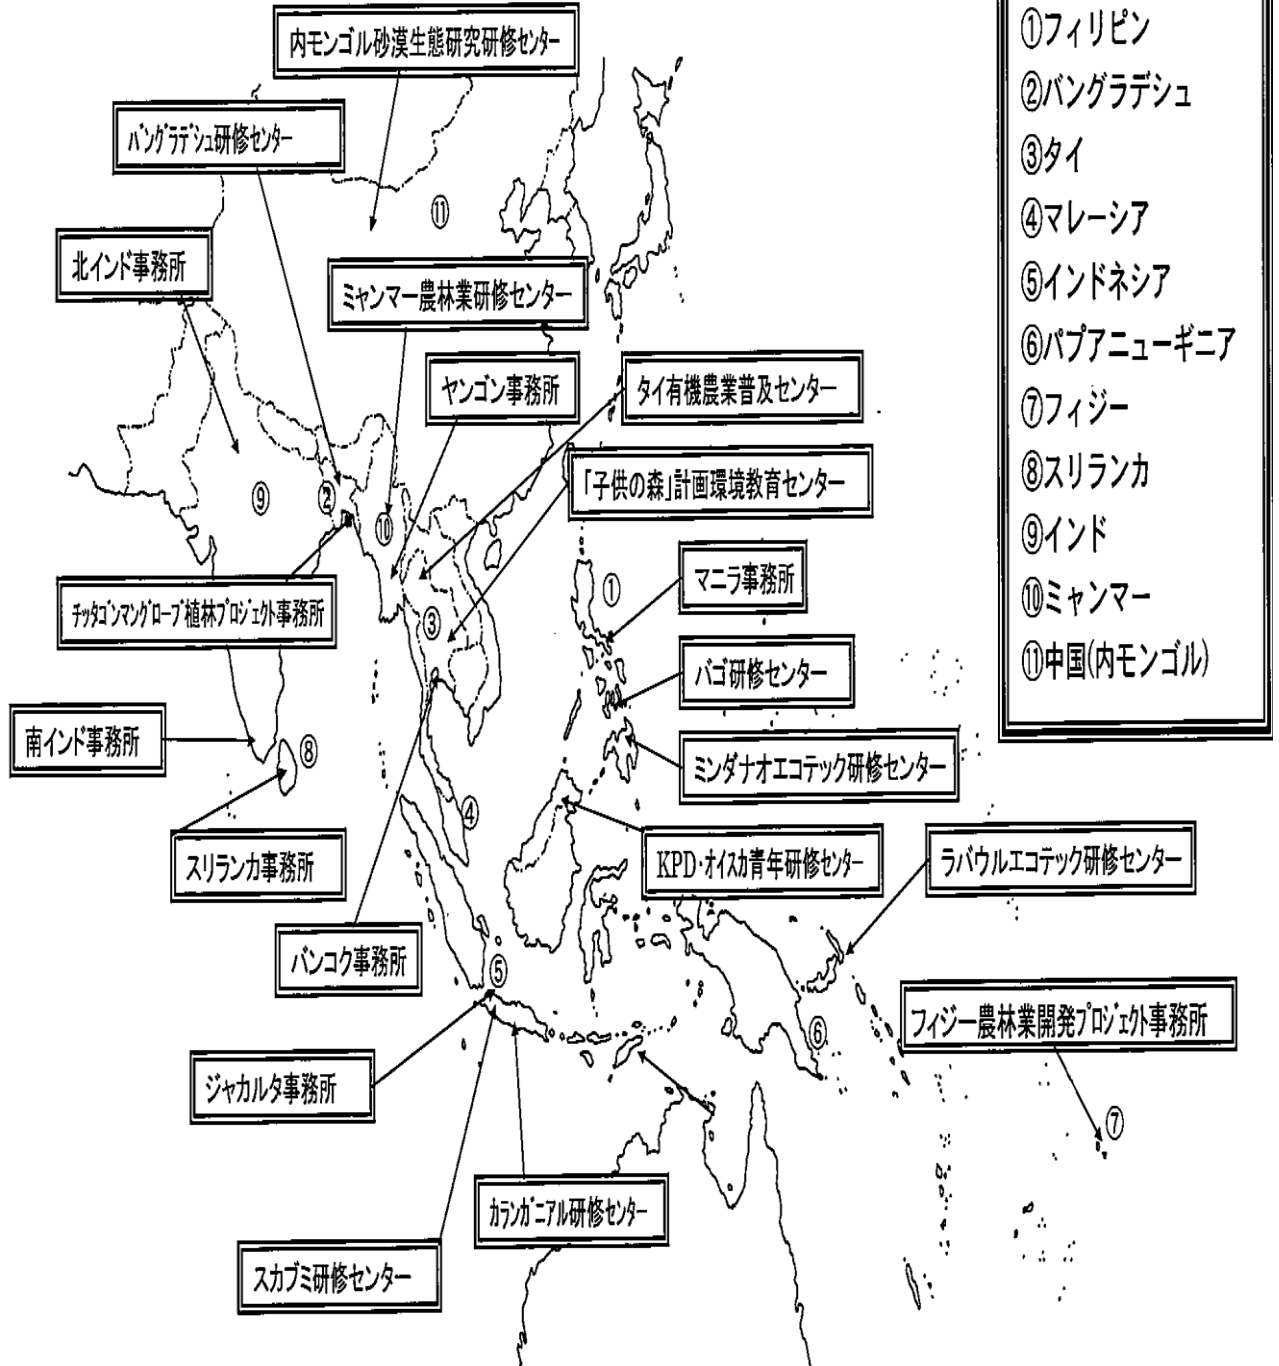 内モンゴル砂漠生態研究研修センター
バングラデシュ研修センター
⑪
北インド事務所
ミャンマー農林業研修センター
ヤンゴン事務所
タイ有機農業普及センター
「子供の森」計画環境教育センター
⑨
②
⑩
マニラ事務所
①
チッタゴンマングローブ植林プロジェクト事務所
③
バゴ研修センター
南インド事務所
⑧
ミンダナオエコテック研修センター
④
スリランカ事務所
KPD・オイスカ青年研修センター
ラバウルエコテック研修センター
バンコク事務所
⑤
フィジー農林業開発プロジェクト事務所
⑥
ジャカルタ事務所
⑦
カランガニアル研修センター
スカブミ研修センター
①フィリピン
②バングラデシュ
③タイ
④マレーシア
⑤インドネシア
⑥パプアニューギニア
⑦フィジー
⑧スリランカ
⑨インド
⑩ミャンマー
⑪中国(内モンゴル)